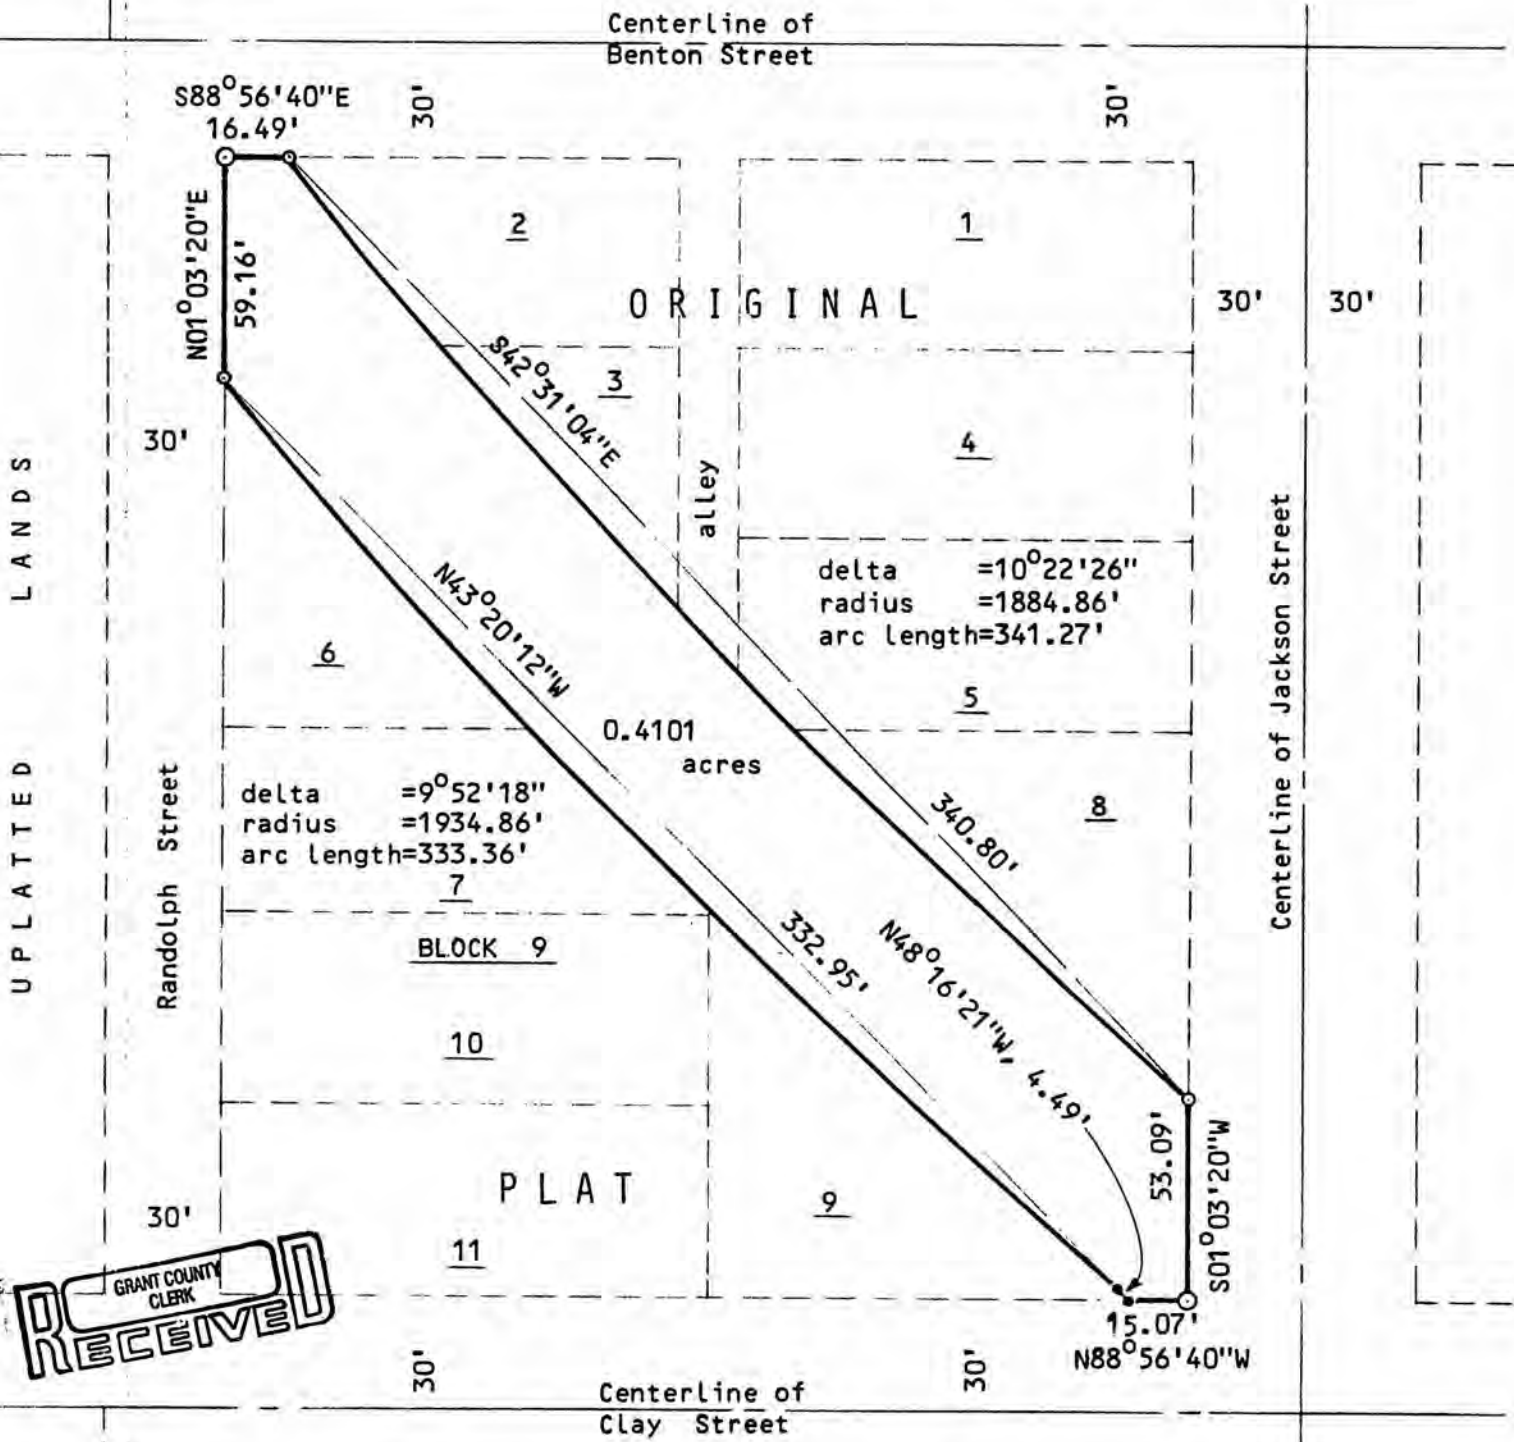 Centerline of
Benton Street
S88°56'40"E
16.49'
30'
30'
N01°03'20"E
59.16'
2
1
ORIGINAL
30'
30'
S42°31'04"E
3
4
30'
alley
UPLATTED LANDS
Centerline of Jackson Street
delta =10°22'26"
radius =1884.86'
arc length=341.27'
N43°20'12"W
6
5
0.4101
acres
Randolph Street
delta =9°52'18"
radius =1934.86'
arc length=333.36'
7
340.80'
8
BLOCK 9
332.95'
N48°16'21"W, 4.49'
10
53.09'
S01°03'20"W
PLAT
9
30'
11
GRANT COUNTY
CLERK
RECEIVED
15.07'
N88°56'40"W
30'
30'
Centerline of
Clay Street